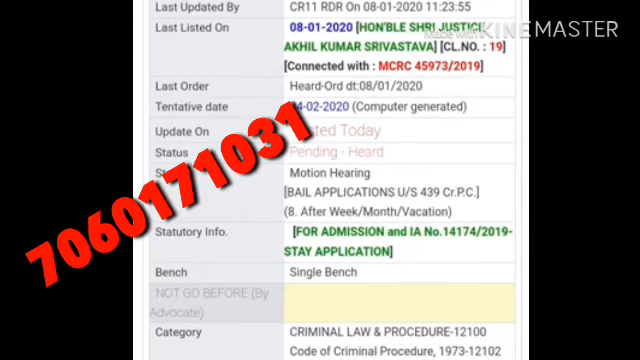 Last Updated By CR11 RDR On 08-01-2020 11:23:55
Last Listed On 08-01-2020 [HON'BLE SHRI JUSTICE
AKHIL KUMAR SRIVASTAVA] [CL.NO. : 19]
[Connected with : MCRC 45973/2019]
Made with KINEMASTER
Last Order Heard-Ord dt:08/01/2020
Tentative date -02-2020 (Computer generated)
Update On Today
Status Pending - Heard
Motion Hearing
[BAIL APPLICATIONS U/S 439 Cr.P.C.]
(8. After Week/Month/Vacation)
7060171031
Statutory Info. [FOR ADMISSION and IA No.14174/2019-
STAY APPLICATION]
Bench Single Bench
NOT GO BEFORE (By
Advocate)
Category CRIMINAL LAW & PROCEDURE-12100
Code of Criminal Procedure, 1973-12102